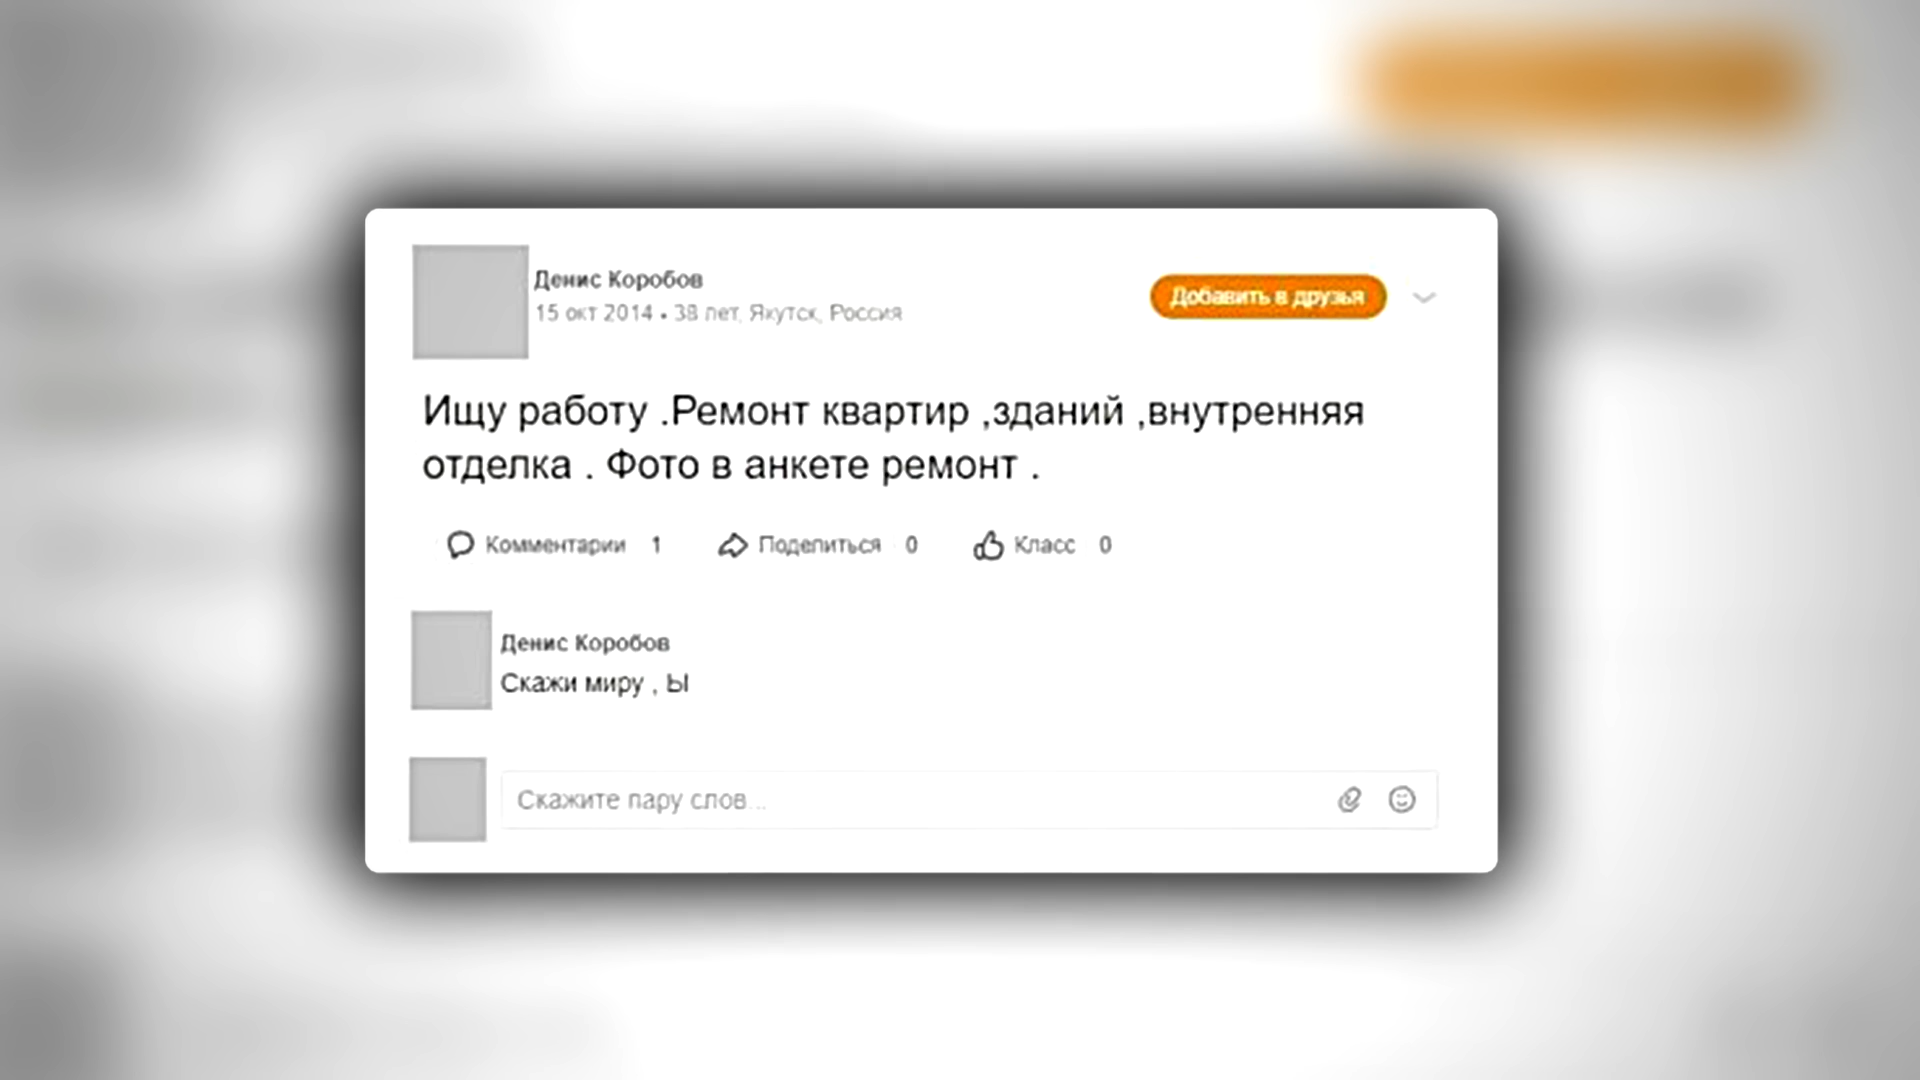 Денис Коробов
15 окт 2014 • 38 лет, Якутск, Россия
Добавить в друзья
Ищу работу .Ремонт квартир ,зданий ,внутренняя
отделка . Фото в анкете ремонт .
Комментарии 1 Поделиться 0 Класс 0
Денис Коробов
Скажи миру , Ы
Скажите пару слов...